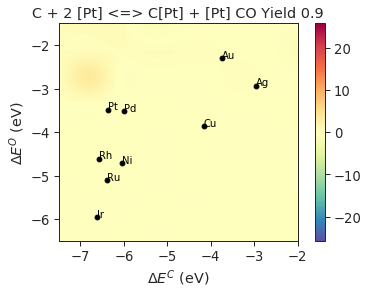 C + 2 [Pt] <=> C[Pt] + [Pt] CO Yield 0.9
ΔE^O (eV)
−2
−3
−4
−5
−6
Au
Ag
Pt
Pd
Cu
Rh
Ni
Ru
Ir
−7
−6
−5
−4
−3
−2
ΔE^C (eV)
20
10
0
−10
−20